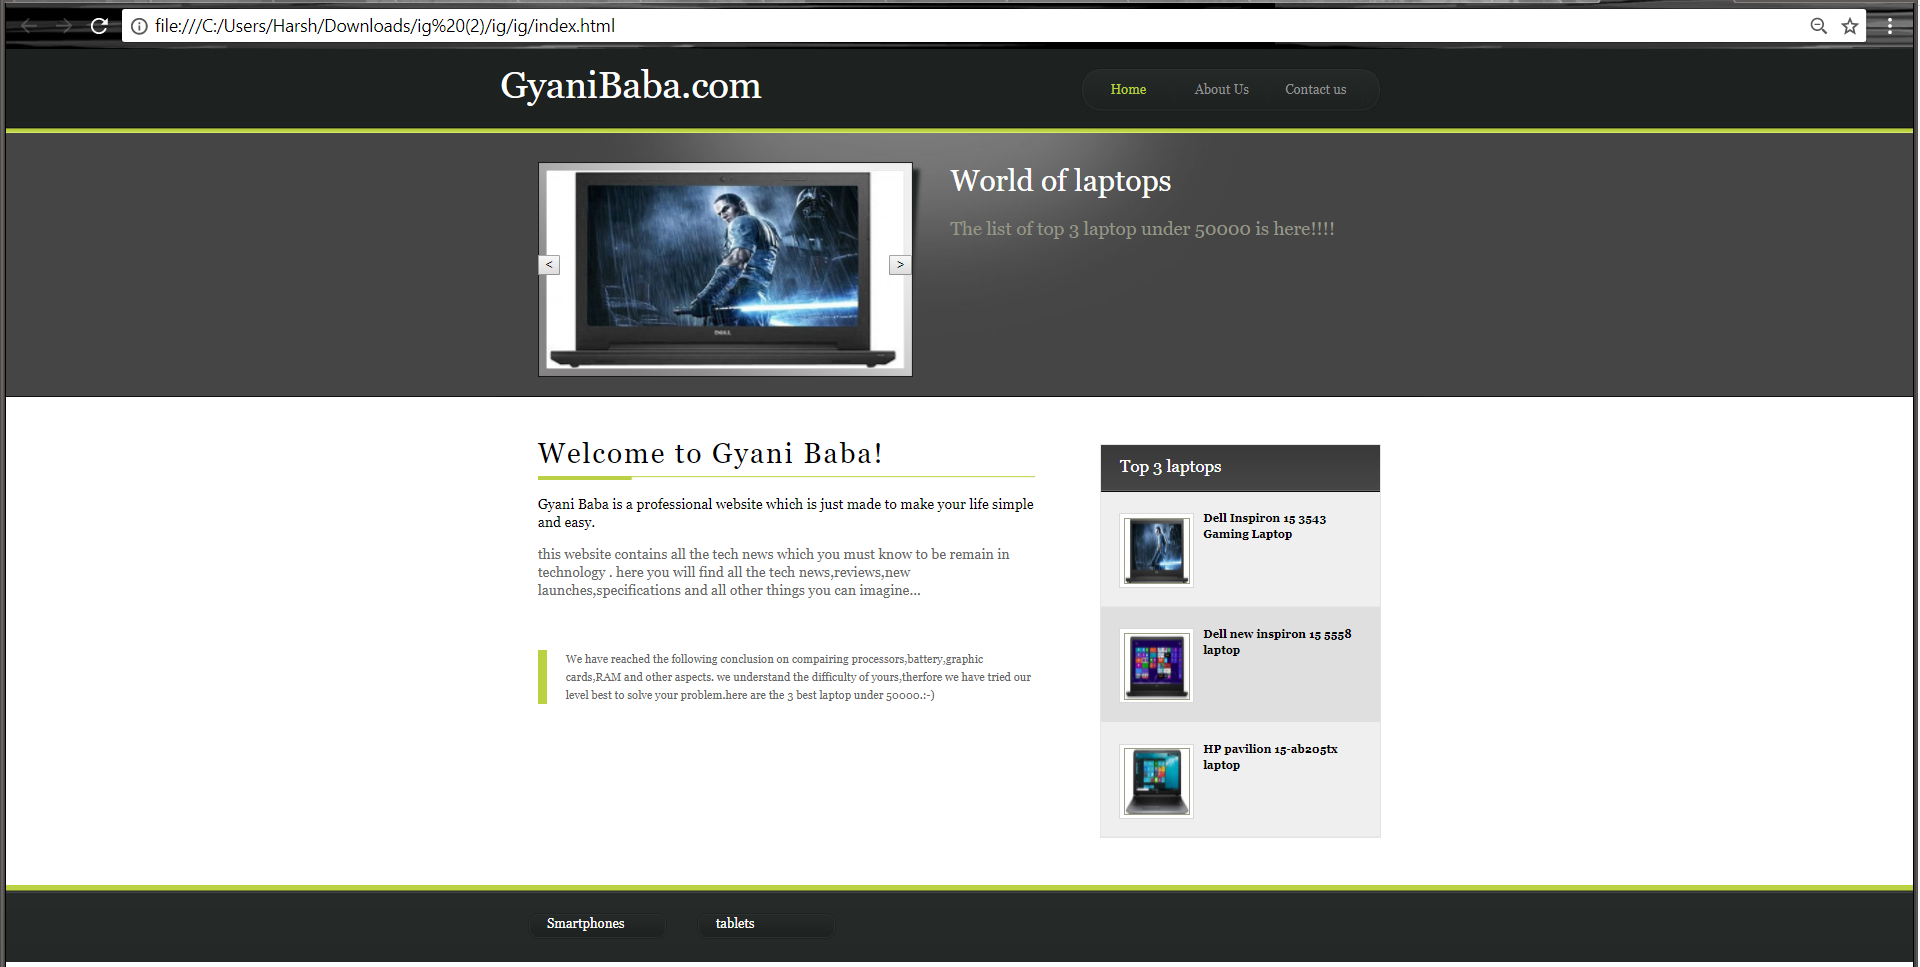 file:///C:/Users/Harsh/Downloads/ig%20(2)/ig/ig/index.html
GyaniBaba.com
Home
About Us
Contact us
<
>
DELL
World of laptops
The list of top 3 laptop under 50000 is here!!!!
Welcome to Gyani Baba!
Gyani Baba is a professional website which is just made to make your life simple
and easy.
this website contains all the tech news which you must know to be remain in
technology . here you will find all the tech news,reviews,new
launches,specifications and all other things you can imagine...
We have reached the following conclusion on compairing processors,battery,graphic
cards,RAM and other aspects. we understand the difficulty of yours,therfore we have tried our
level best to solve your problem.here are the 3 best laptop under 50000.:-)
Top 3 laptops
Dell Inspiron 15 3543
Gaming Laptop
Dell new inspiron 15 5558
laptop
HP pavilion 15-ab205tx
laptop
Smartphones
tablets